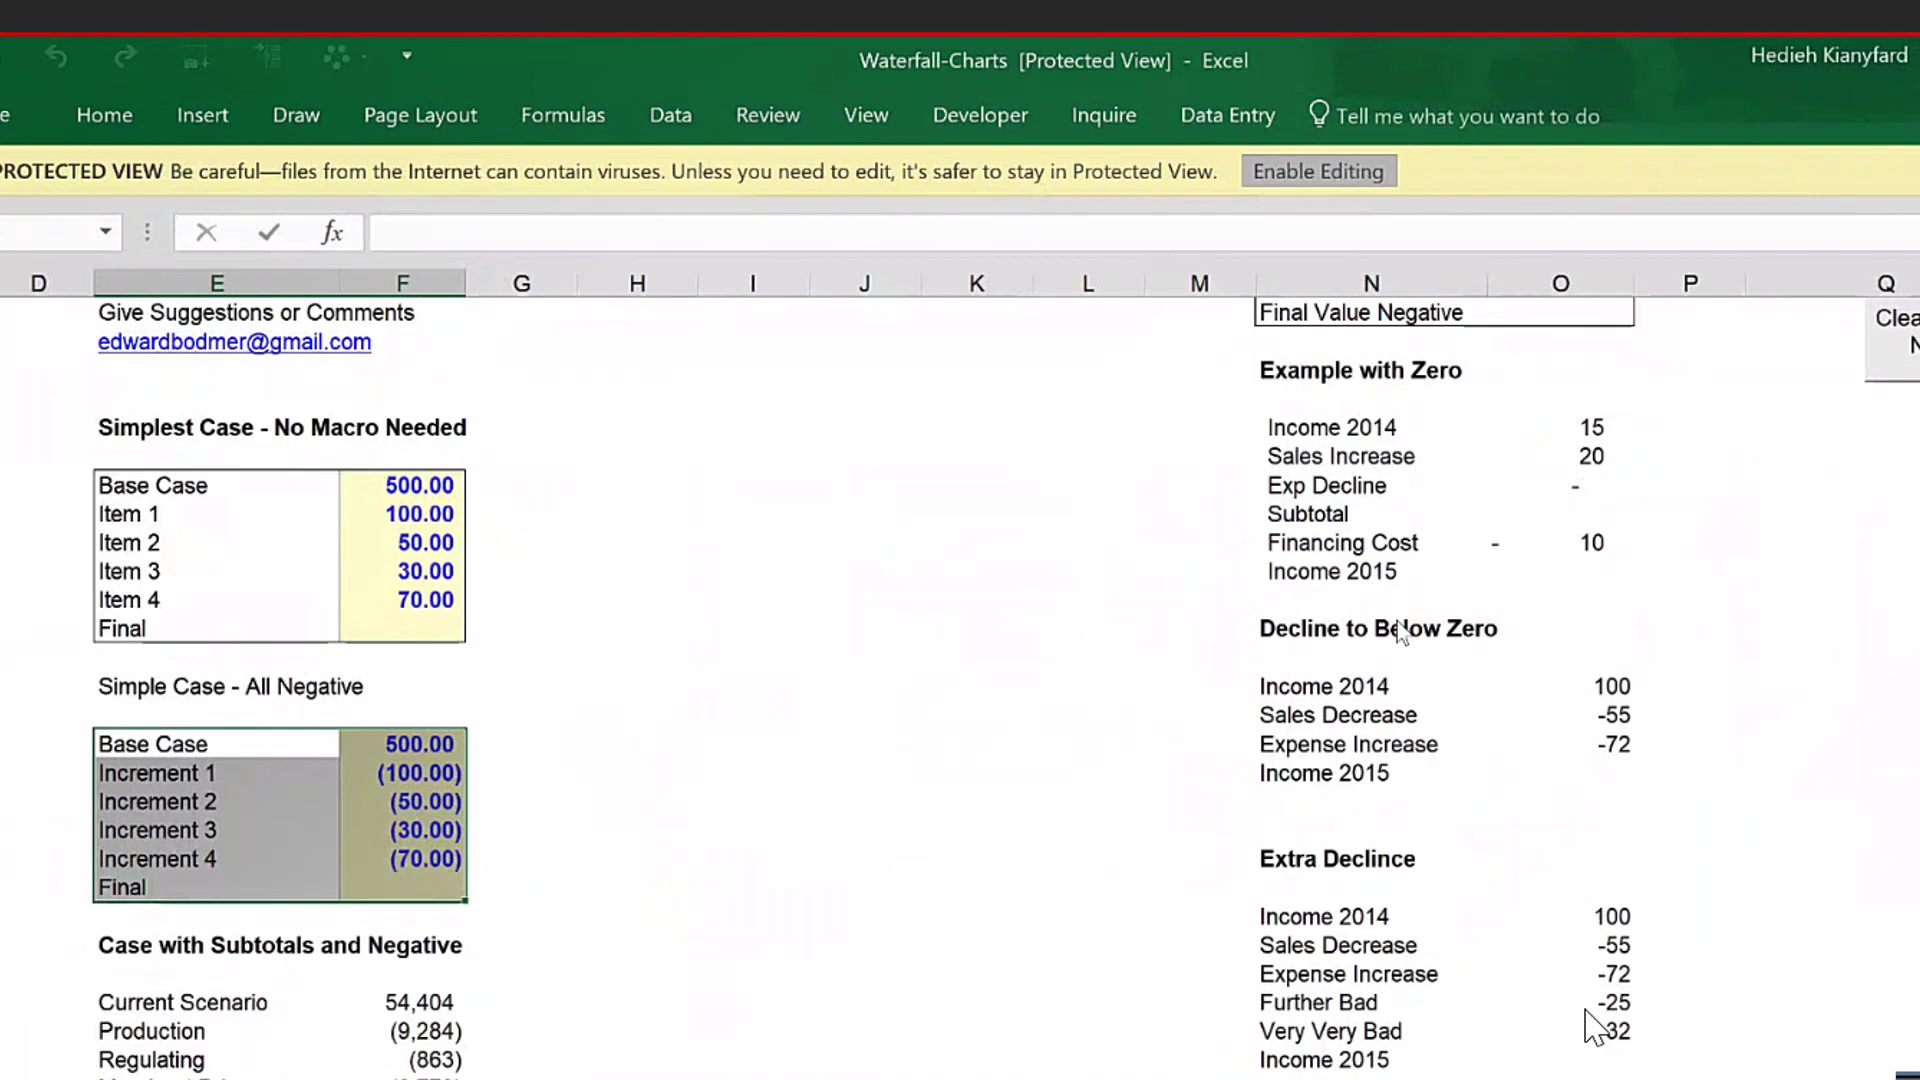 Waterfall-Charts [Protected View] - Excel
Hedieh Kianyfard
e Home Insert Draw Page Layout Formulas Data Review View Developer Inquire Data Entry Tell me what you want to do
PROTECTED VIEW Be careful—files from the Internet can contain viruses. Unless you need to edit, it's safer to stay in Protected View. Enable Editing
fx
D E F G H I J K L M N O P Q
Give Suggestions or Comments
edwardbodmer@gmail.com
Simplest Case - No Macro Needed
Base Case 500.00
Item 1 100.00
Item 2 50.00
Item 3 30.00
Item 4 70.00
Final
Simple Case - All Negative
Base Case 500.00
Increment 1 (100.00)
Increment 2 (50.00)
Increment 3 (30.00)
Increment 4 (70.00)
Final
Case with Subtotals and Negative
Current Scenario 54,404
Production (9,284)
Regulating (863)
Final Value Negative
Example with Zero
Income 2014 15
Sales Increase 20
Exp Decline -
Subtotal
Financing Cost - 10
Income 2015
Decline to Below Zero
Income 2014 100
Sales Decrease -55
Expense Increase -72
Income 2015
Extra Declince
Income 2014 100
Sales Decrease -55
Expense Increase -72
Further Bad -25
Very Very Bad 32
Income 2015
Clea
N